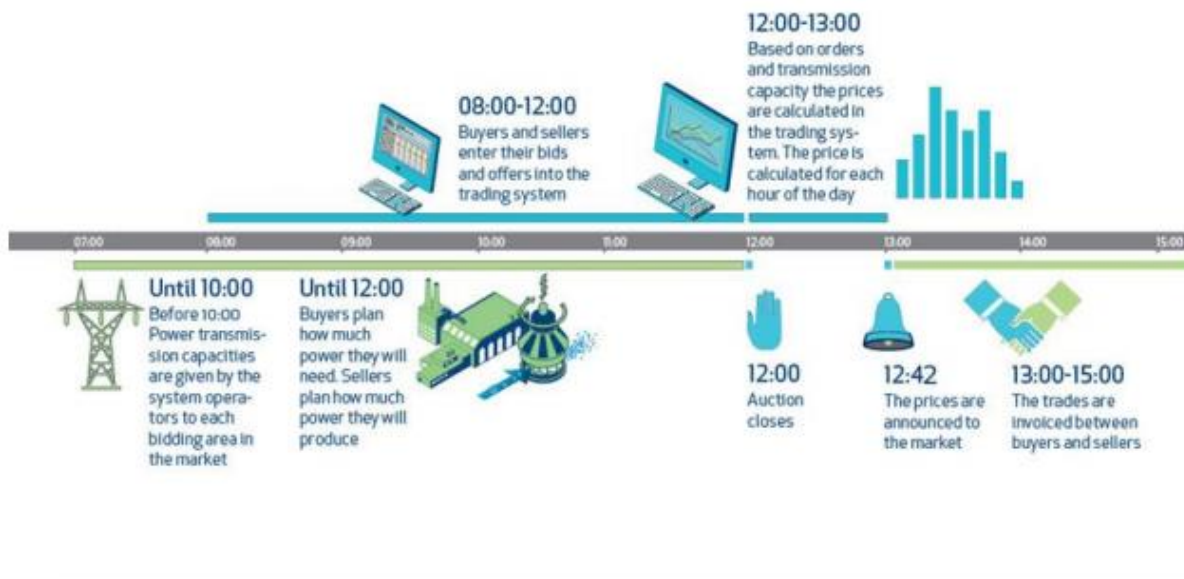 12:00-13:00
Based on orders
and transmission
capacity the prices
are calculated in
the trading sys-
tem. The price is
calculated for each
hour of the day
08:00-12:00
Buyers and sellers
enter their bids
and offers into the
trading system
07:00 08:00 09:00 10:00 11:00 12:00 13:00 14:00 15:00
Until 10:00
Before 10:00
Power transmis-
sion capacities
are given by the
system opera-
tors to each
bidding area in
the market
Until 12:00
Buyers plan
how much
power they will
need. Sellers
plan how much
power they will
produce
12:00
Auction
closes
12:42
The prices are
announced to
the market
13:00-15:00
The trades are
invoiced between
buyers and sellers